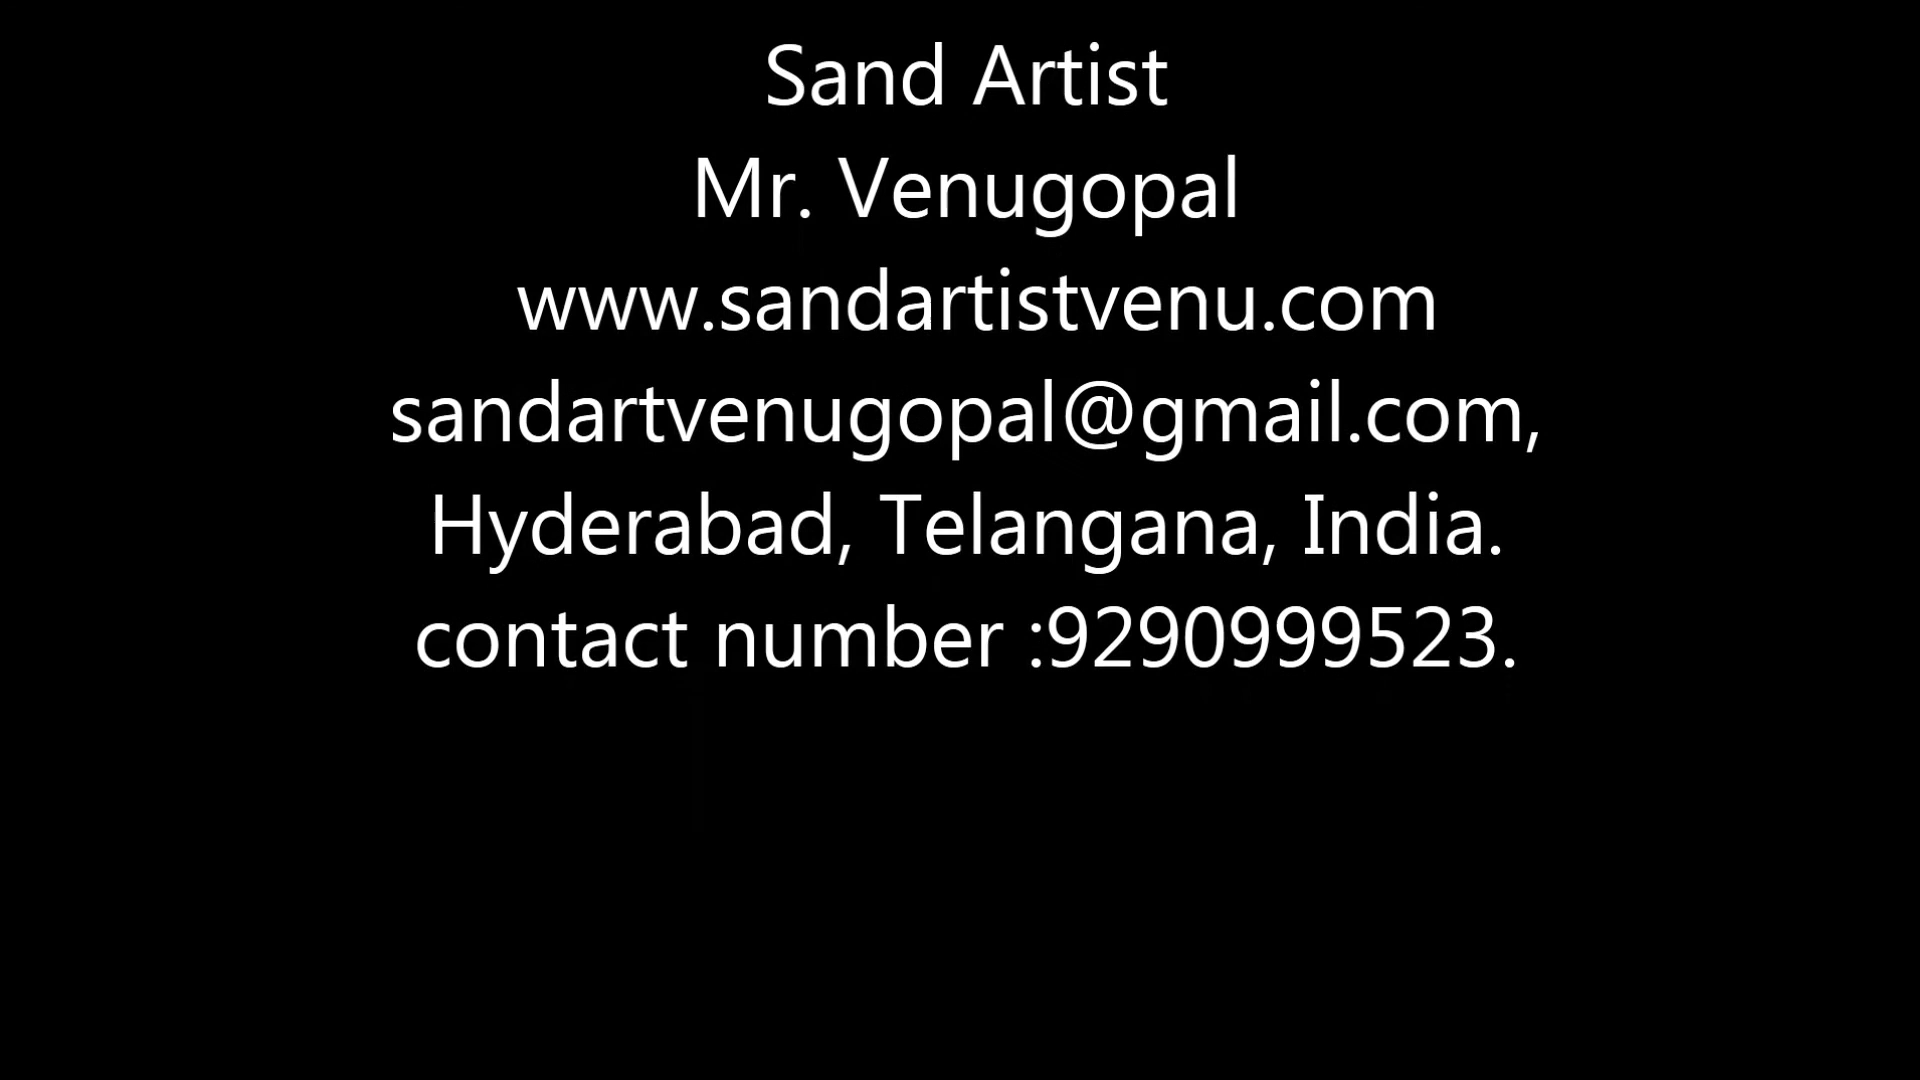 Sand Artist
Mr. Venugopal
www.sandartistvenu.com
sandartvenugopal@gmail.com,
Hyderabad, Telangana, India.
contact number :9290999523.